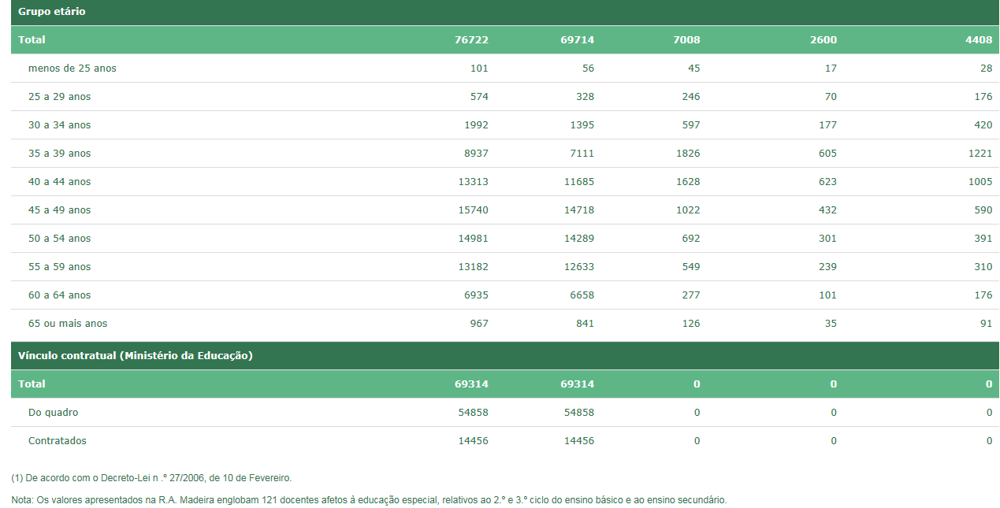 Grupo etário
Total 76722 69714 7008 2600 4408
menos de 25 anos 101 56 45 17 28
25 a 29 anos 574 328 246 70 176
30 a 34 anos 1992 1395 597 177 420
35 a 39 anos 8937 7111 1826 605 1221
40 a 44 anos 13313 11685 1628 623 1005
45 a 49 anos 15740 14718 1022 432 590
50 a 54 anos 14981 14289 692 301 391
55 a 59 anos 13182 12633 549 239 310
60 a 64 anos 6935 6658 277 101 176
65 ou mais anos 967 841 126 35 91
Vínculo contratual (Ministério da Educação)
Total 69314 69314 0 0 0
Do quadro 54858 54858 0 0 0
Contratados 14456 14456 0 0 0
(1) De acordo com o Decreto-Lei n .º 27/2006, de 10 de Fevereiro.
Nota: Os valores apresentados na R.A. Madeira englobam 121 docentes afetos à educação especial, relativos ao 2.º e 3.º ciclo do ensino básico e ao ensino secundário.